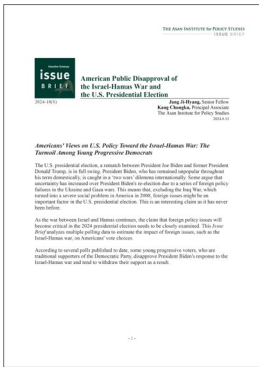 THE ASAN INSTITUTE for POLICY STUDIES
ISSUE BRIEF
issue
BRIEF
American Public Disapproval of
the Israel-Hamas War and
the U.S. Presidential Election
2024-10(S)
Jang Ji-Hyang, Senior Fellow
Kang Chungku, Principal Associate
The Asan Institute for Policy Studies
2024.6.11
Americans' Views on U.S. Policy Toward the Israel-Hamas War: The
Turmoil Among Young Progressive Democrats
The U.S. presidential election, a rematch between President Joe Biden and former President
Donald Trump, is in full swing. President Biden, who has remained unpopular throughout
his term domestically, is caught in a 'two wars' dilemma internationally. Some argue that
uncertainty has increased over President Biden's re-election due to a series of foreign policy
failures in the Ukraine and Gaza wars. This means that, excluding the Iraq War, which
turned into a severe social problem in America in 2008, foreign issues might be an
important factor in the U.S. presidential election. This is an interesting claim as it has never
been before.
As the war between Israel and Hamas continues, the claim that foreign policy issues will
become critical in the 2024 presidential election needs to be closely examined. This Issue
Brief analyzes multiple polling data to estimate the impact of foreign issues, such as the
Israel-Hamas war, on Americans' vote choices.
According to several polls published to date, some young progressive voters, who are
traditional supporters of the Democratic Party, disapprove President Biden's response to the
Israel-Hamas war and tend to withdraw their support as a result.
- 1 -